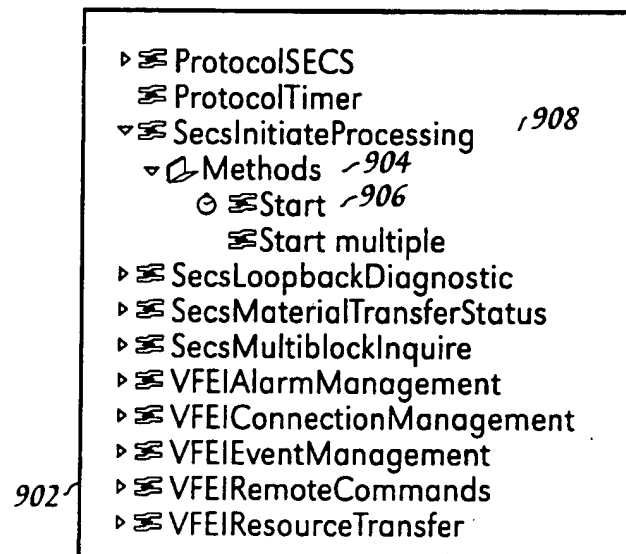 ProtocolSECS
ProtocolTimer
SecsInitiateProcessing 908
Methods 904
Start 906
Start multiple
SecsLoopbackDiagnostic
SecsMaterialTransferStatus
SecsMultiblockInquire
VFEIAlarmManagement
VFEIConnectionManagement
VFEIEventManagement
902 VFEIRemoteCommands
VFEIResourceTransfer